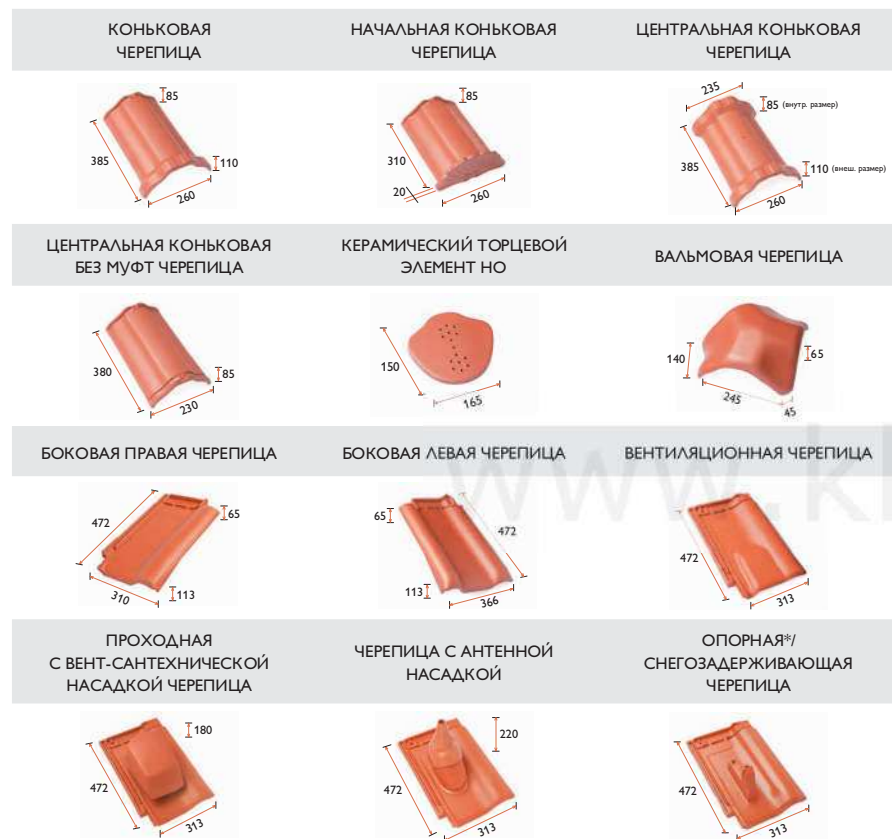 КОНЬКОВАЯ
ЧЕРЕПИЦА
85
385
110
260
НАЧАЛЬНАЯ КОНЬКОВАЯ
ЧЕРЕПИЦА
85
310
20
260
ЦЕНТРАЛЬНАЯ КОНЬКОВАЯ
ЧЕРЕПИЦА
235
85 (внутр. размер)
385
110 (внеш. размер)
260
ЦЕНТРАЛЬНАЯ КОНЬКОВАЯ
БЕЗ МУФТ ЧЕРЕПИЦА
380
85
230
КЕРАМИЧЕСКИЙ ТОРЦЕВОЙ
ЭЛЕМЕНТ НО
150
165
ВАЛЬМОВАЯ ЧЕРЕПИЦА
140
65
245
45
БОКОВАЯ ПРАВАЯ ЧЕРЕПИЦА
472
65
310
113
БОКОВАЯ ЛЕВАЯ ЧЕРЕПИЦА
65
472
113
366
ВЕНТИЛЯЦИОННАЯ ЧЕРЕПИЦА
472
313
ПРОХОДНАЯ
С ВЕНТ-САНТЕХНИЧЕСКОЙ
НАСАДКОЙ ЧЕРЕПИЦА
180
472
313
ЧЕРЕПИЦА С АНТЕННОЙ
НАСАДКОЙ
220
472
313
ОПОРНАЯ*/
СНЕГОЗАДЕРЖИВАЮЩАЯ
ЧЕРЕПИЦА
472
313